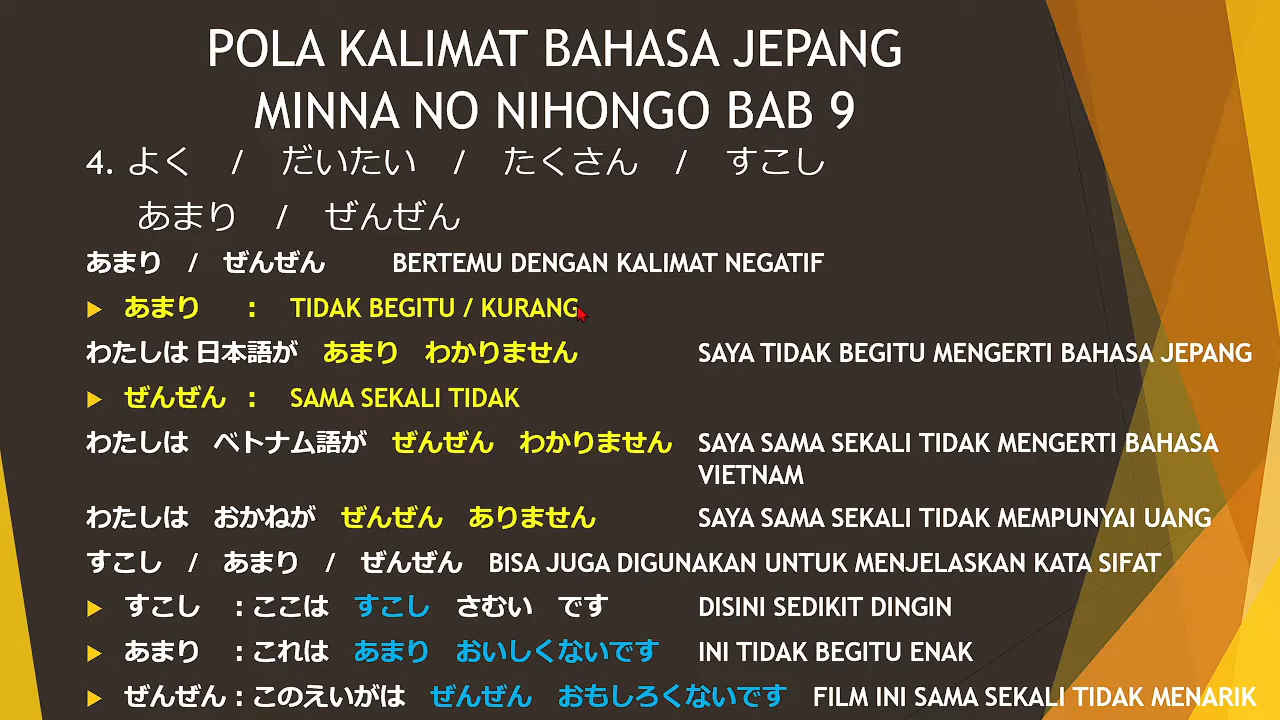 POLA KALIMAT BAHASA JEPANG
MINNA NO NIHONGO BAB 9
4. よく / だいたい / たくさん / すこし
あまり / ぜんぜん
あまり / ぜんぜん BERTEMU DENGAN KALIMAT NEGATIF
あまり : TIDAK BEGITU / KURANG
わたしは 日本語が あまり わかりません SAYA TIDAK BEGITU MENGERTI BAHASA JEPANG
ぜんぜん : SAMA SEKALI TIDAK
わたしは ベトナム語が ぜんぜん わかりません SAYA SAMA SEKALI TIDAK MENGERTI BAHASA
VIETNAM
わたしは おかねが ぜんぜん ありません SAYA SAMA SEKALI TIDAK MEMPUNYAI UANG
すこし / あまり / ぜんぜん BISA JUGA DIGUNAKAN UNTUK MENJELASKAN KATA SIFAT
すこし : ここは すこし さむい です DISINI SEDIKIT DINGIN
あまり : これは あまり おいしくないです INI TIDAK BEGITU ENAK
ぜんぜん : このえいがは ぜんぜん おもしろくないです FILM INI SAMA SEKALI TIDAK MENARIK